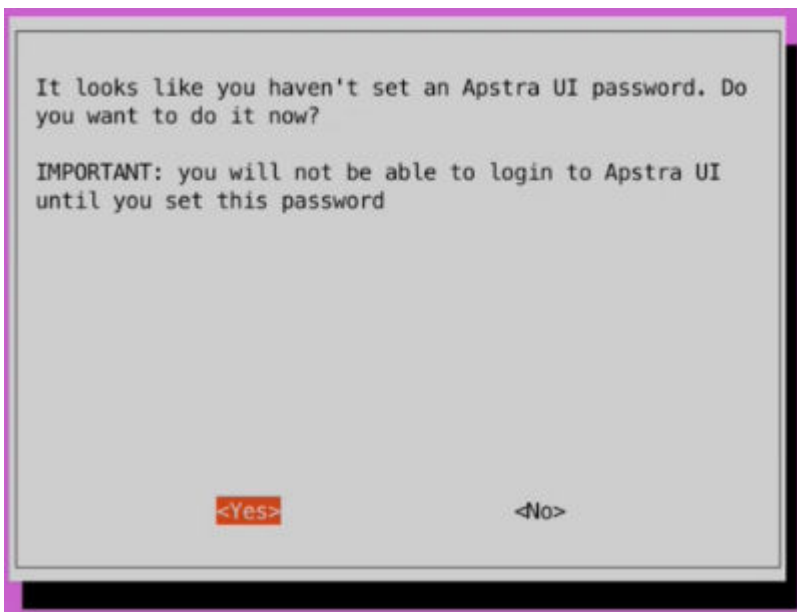 It looks like you haven't set an Apstra UI password. Do
you want to do it now?
IMPORTANT: you will not be able to login to Apstra UI
until you set this password
<Yes> <No>